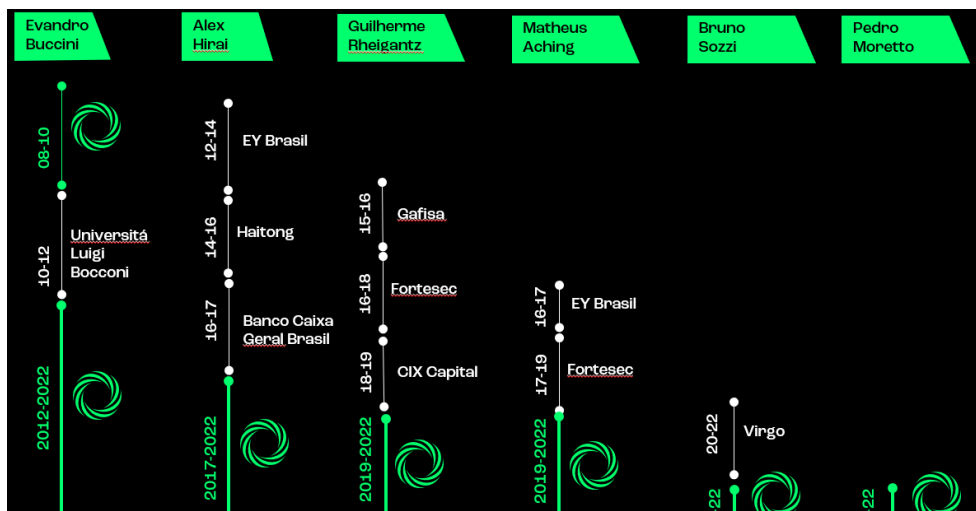 Evandro
Buccini
Alex
Hirai
Guilherme
Rheigantz
Matheus
Aching
Bruno
Sozzi
Pedro
Moretto
08-10
10-12
Universitá
Luigi
Bocconi
2012-2022
12-14
EY Brasil
14-16
Haitong
16-17
Banco Caixa
Geral Brasil
2017-2022
15-16
Gafisa
16-18
Fortesec
18-19
CIX Capital
2019-2022
16-17
EY Brasil
17-19
Fortesec
2019-2022
20-22
Virgo
-22
22